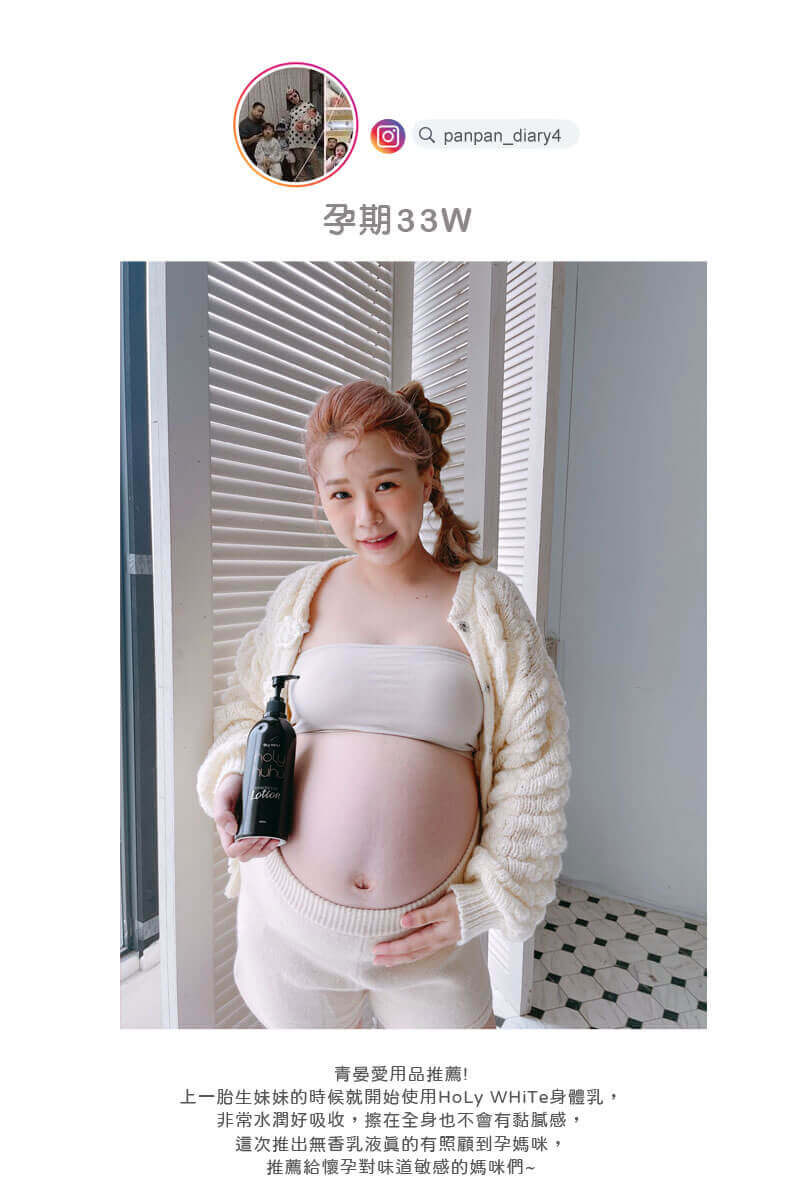 panpan_diary4
孕期33W
HoLy WHiTe
hoLy
huhu
Lotion
青晏愛用品推薦!
上一胎生妹妹的時候就開始使用HoLy WHiTe身體乳，
非常水潤好吸收，擦在全身也不會有黏膩感，
這次推出無香乳液真的有照顧到孕媽咪，
推薦給懷孕對味道敏感的媽咪們~